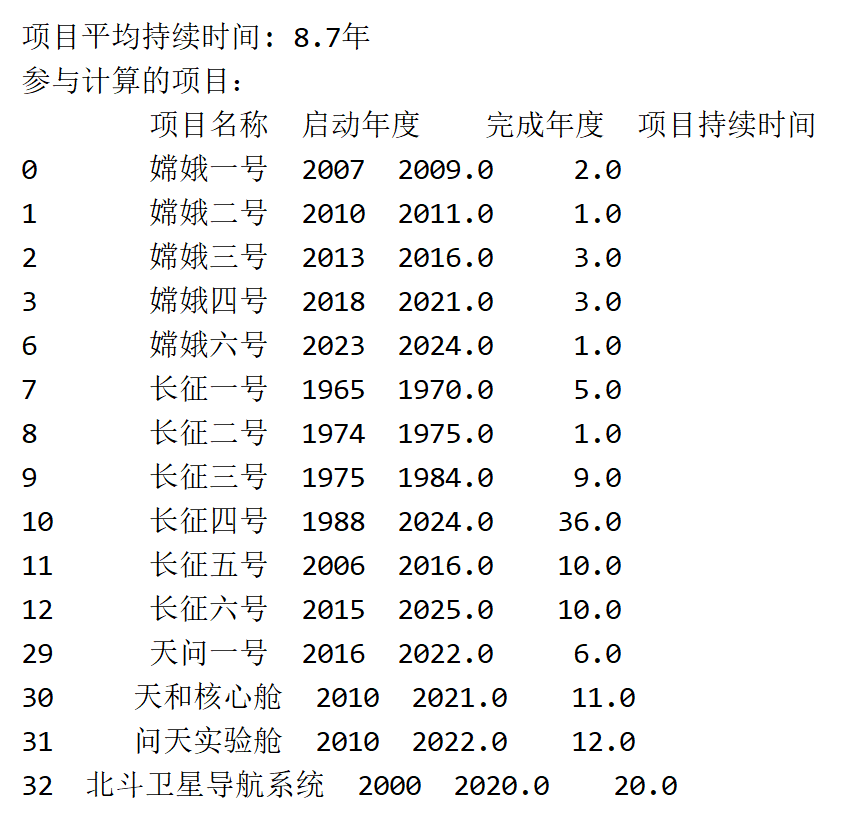 项目平均持续时间: 8.7年
参与计算的项目:
项目名称 启动年度 完成年度 项目持续时间
0 嫦娥一号 2007 2009.0 2.0
1 嫦娥二号 2010 2011.0 1.0
2 嫦娥三号 2013 2016.0 3.0
3 嫦娥四号 2018 2021.0 3.0
6 嫦娥六号 2023 2024.0 1.0
7 长征一号 1965 1970.0 5.0
8 长征二号 1974 1975.0 1.0
9 长征三号 1975 1984.0 9.0
10 长征四号 1988 2024.0 36.0
11 长征五号 2006 2016.0 10.0
12 长征六号 2015 2025.0 10.0
29 天问一号 2016 2022.0 6.0
30 天和核心舱 2010 2021.0 11.0
31 问天实验舱 2010 2022.0 12.0
32 北斗卫星导航系统 2000 2020.0 20.0